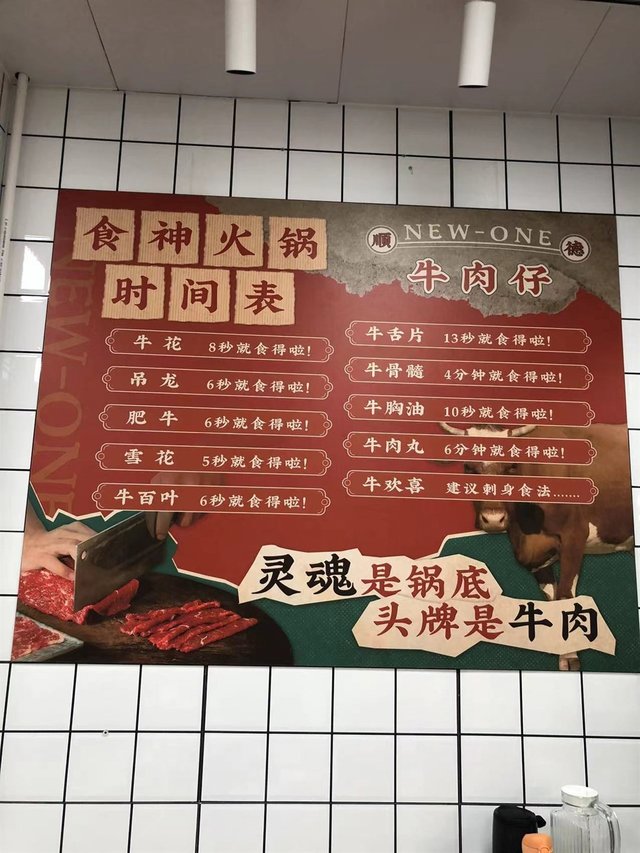 食神火锅
时间表
顺 NEW-ONE 德
牛肉仔
牛花 8秒就食得啦!
吊龙 6秒就食得啦!
肥牛 6秒就食得啦!
雪花 5秒就食得啦!
牛百叶 6秒就食得啦!
牛舌片 13秒就食得啦!
牛骨髓 4分钟就食得啦!
牛胸油 10秒就食得啦!
牛肉丸 6分钟就食得啦!
牛欢喜 建议刺身食法......
NEW-ONE
灵魂是锅底
头牌是牛肉